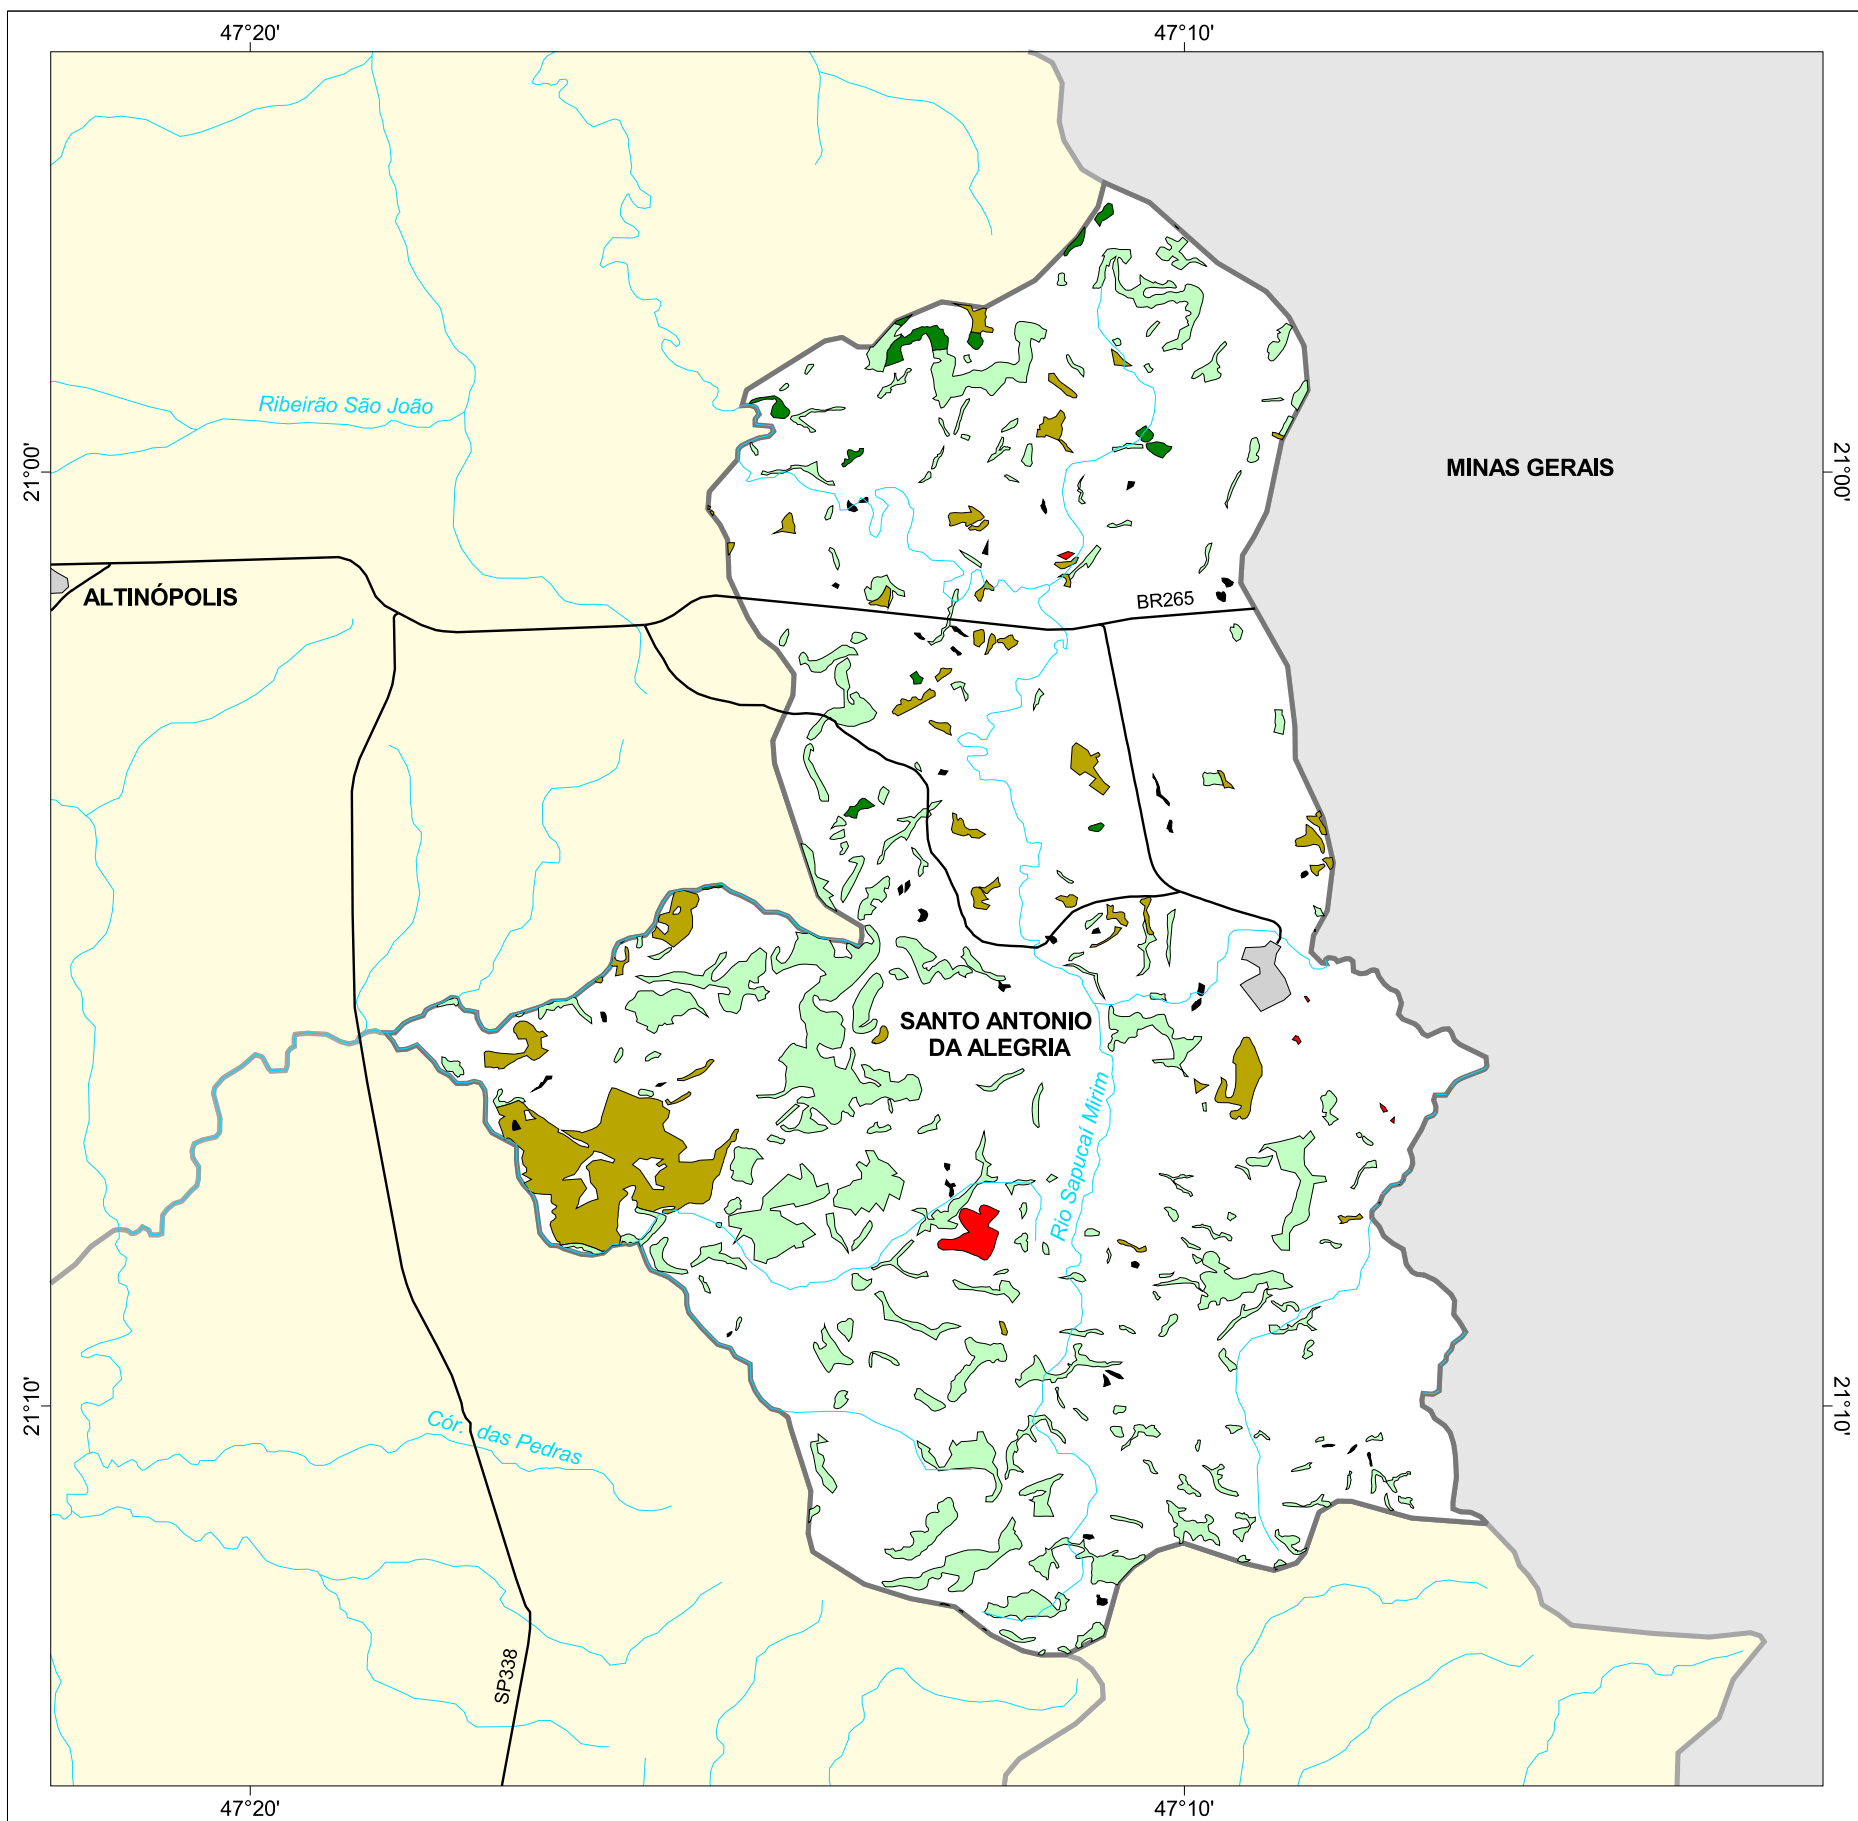 47°20'
47°10'
Ribeirão São João
21°00'
21°00'
MINAS GERAIS
ALTINÓPOLIS
BR265
SANTO ANTONIO
DA ALEGRIA
Rio Sapucaí Mirim
21°10'
21°10'
Cór. das Pedras
SP338
47°20'
47°10'